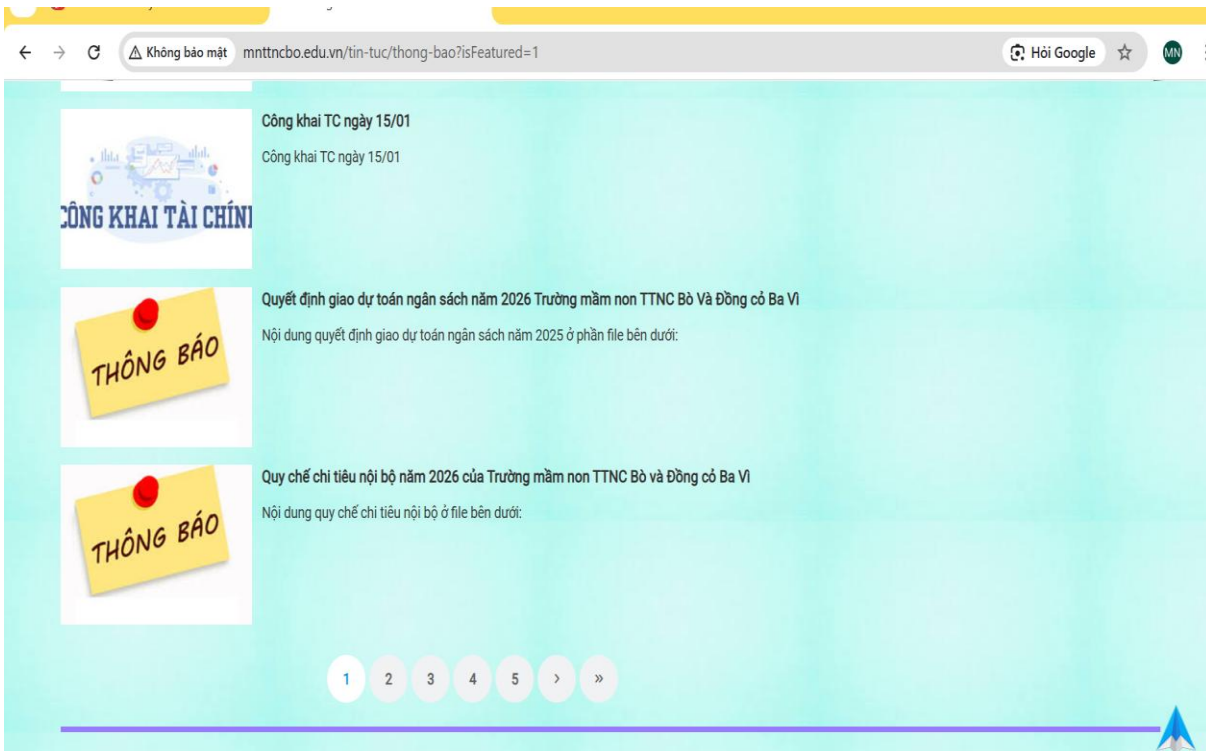 Không bảo mật mnttncbo.edu.vn/tin-tuc/thong-bao?isFeatured=1 Hỏi Google MN
Công khai TC ngày 15/01
Công khai TC ngày 15/01
CÔNG KHAI TÀI CHÍNH
Quyết định giao dự toán ngân sách năm 2026 Trường mầm non TTNC Bò Và Đồng cỏ Ba Vì
Nội dung quyết định giao dự toán ngân sách năm 2025 ở phần file bên dưới:
THÔNG BÁO
Quy chế chi tiêu nội bộ năm 2026 của Trường mầm non TTNC Bò và Đồng cỏ Ba Vì
Nội dung quy chế chi tiêu nội bộ ở file bên dưới:
THÔNG BÁO
1 2 3 4 5 › »